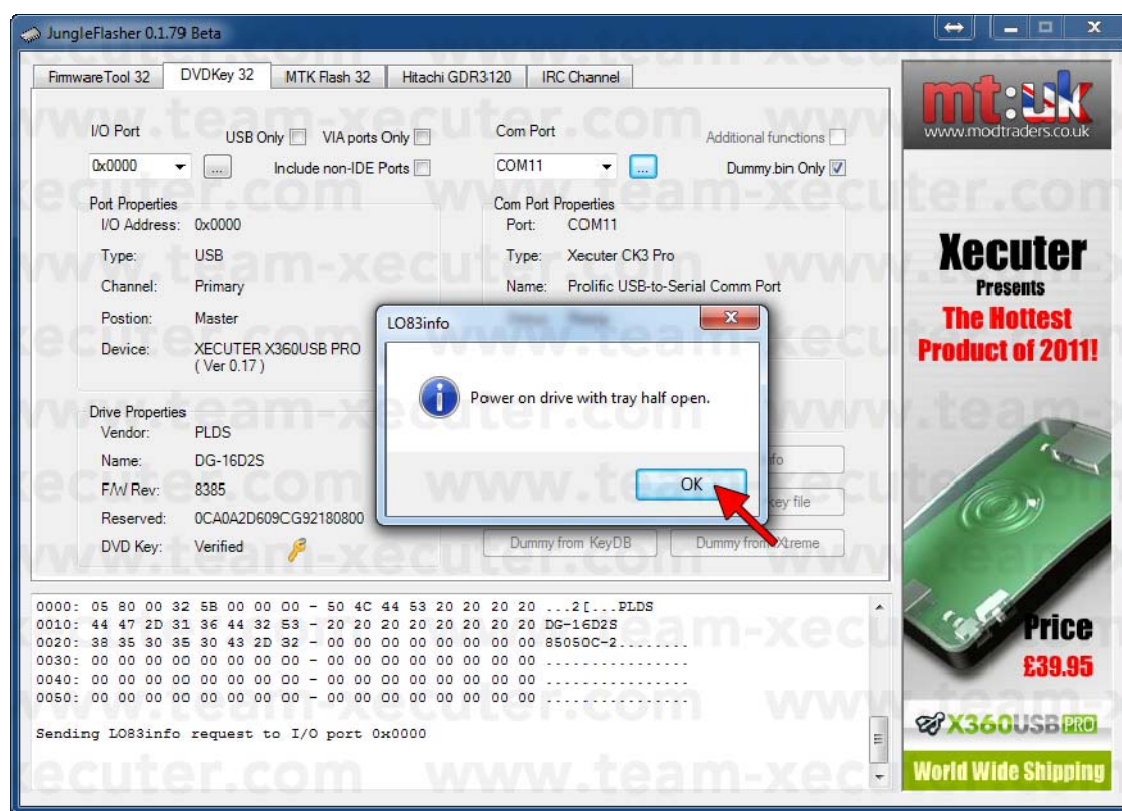 JungleFlasher 0.1.79 Beta
FirmwareTool 32
DVDKey 32
MTK Flash 32
Hitachi GDR3120
IRC Channel
I/O Port
USB Only
VIA ports Only
Com Port
Additional functions
0x0000
...
Include non-IDE Ports
COM11
...
Dummy.bin Only
Port Properties
I/O Address: 0x0000
Type: USB
Channel: Primary
Postion: Master
Device: XECUTER X360USB PRO
( Ver 0.17 )
Com Port Properties
Port: COM11
Type: Xecuter CK3 Pro
Name: Prolific USB-to-Serial Comm Port
Drive Properties
Vendor: PLDS
Name: DG-16D2S
F/W Rev: 8385
Reserved: 0CA0A2D609CG92180800
DVD Key: Verified
LO83info
Power on drive with tray half open.
OK
key file
Dummy from KeyDB
Dummy from Xtreme
0000: 05 80 00 32 5B 00 00 00 - 50 4C 44 53 20 20 20 20 ...2[...PLDS
0010: 44 47 2D 31 36 44 32 53 - 20 20 20 20 20 20 20 20 DG-16D2S
0020: 38 35 30 35 30 43 2D 32 - 00 00 00 00 00 00 00 00 85050C-2........
0030: 00 00 00 00 00 00 00 00 - 00 00 00 00 00 00 00 00 ................
0040: 00 00 00 00 00 00 00 00 - 00 00 00 00 00 00 00 00 ................
0050: 00 00 00 00 00 00 00 00 - 00 00 00 00 00 00 00 00 ................
Sending LO83info request to I/O port 0x0000
mt:uk
www.modtraders.co.uk
Xecuter
Presents
The Hottest
Product of 2011!
Price
£39.95
X360USB PRO
World Wide Shipping
www.team-xecuter.com